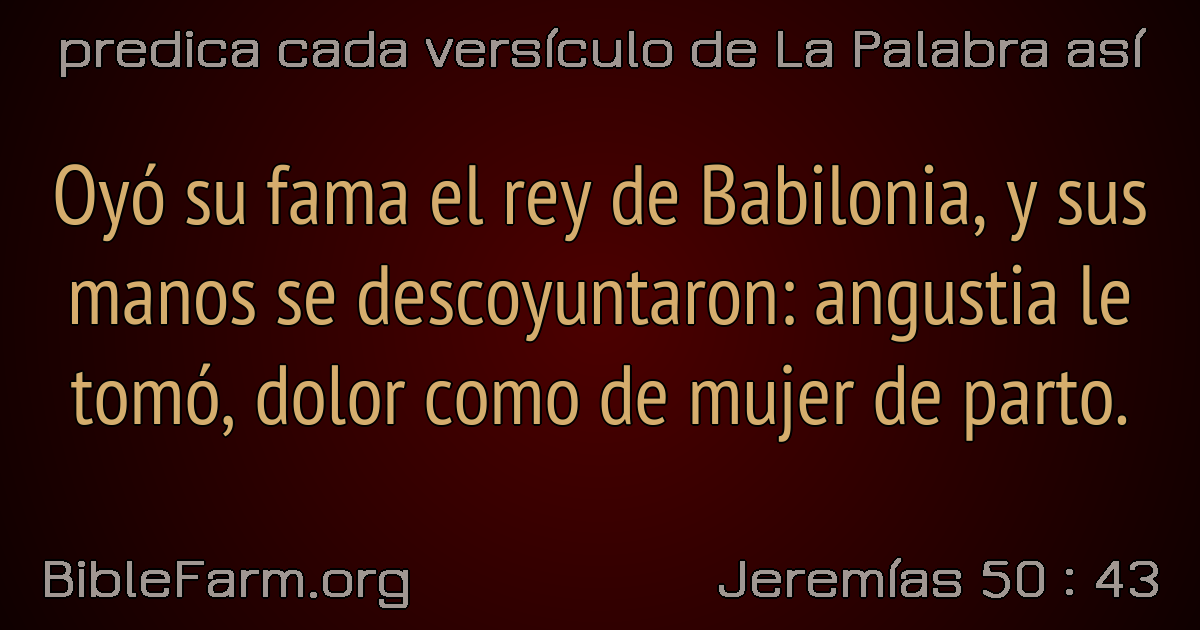 predica cada versículo de La Palabra así
Oyó su fama el rey de Babilonia, y sus
manos se descoyuntaron: angustia le
tomó, dolor como de mujer de parto.
BibleFarm.org
Jeremías 50 : 43